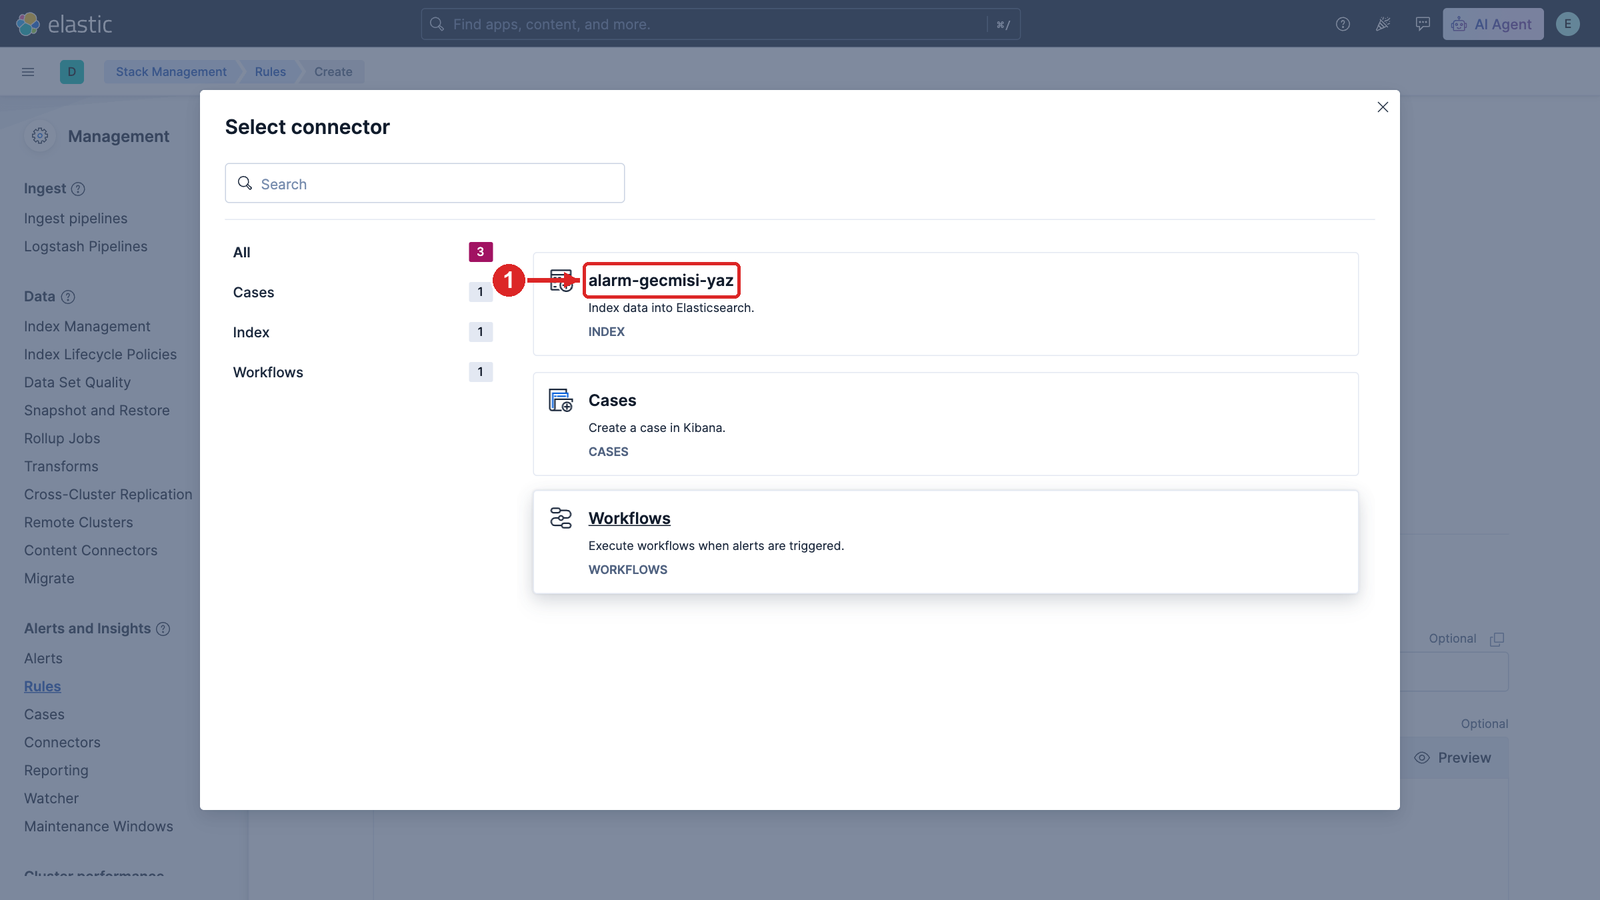 elastic
Find apps, content, and more.
⌘/
AI Agent
E
D
Stack Management
Rules
Create
Management
Ingest
Ingest pipelines
Logstash Pipelines
Data
Index Management
Index Lifecycle Policies
Data Set Quality
Snapshot and Restore
Rollup Jobs
Transforms
Cross-Cluster Replication
Remote Clusters
Content Connectors
Migrate
Alerts and Insights
Alerts
Rules
Cases
Connectors
Reporting
Watcher
Maintenance Windows
Cluster performance
Select connector
Search
All 3
Cases 1
Index 1
Workflows 1
1
alarm-gecmisi-yaz
Index data into Elasticsearch.
INDEX
Cases
Create a case in Kibana.
CASES
Workflows
Execute workflows when alerts are triggered.
WORKFLOWS
Optional
Optional
Preview